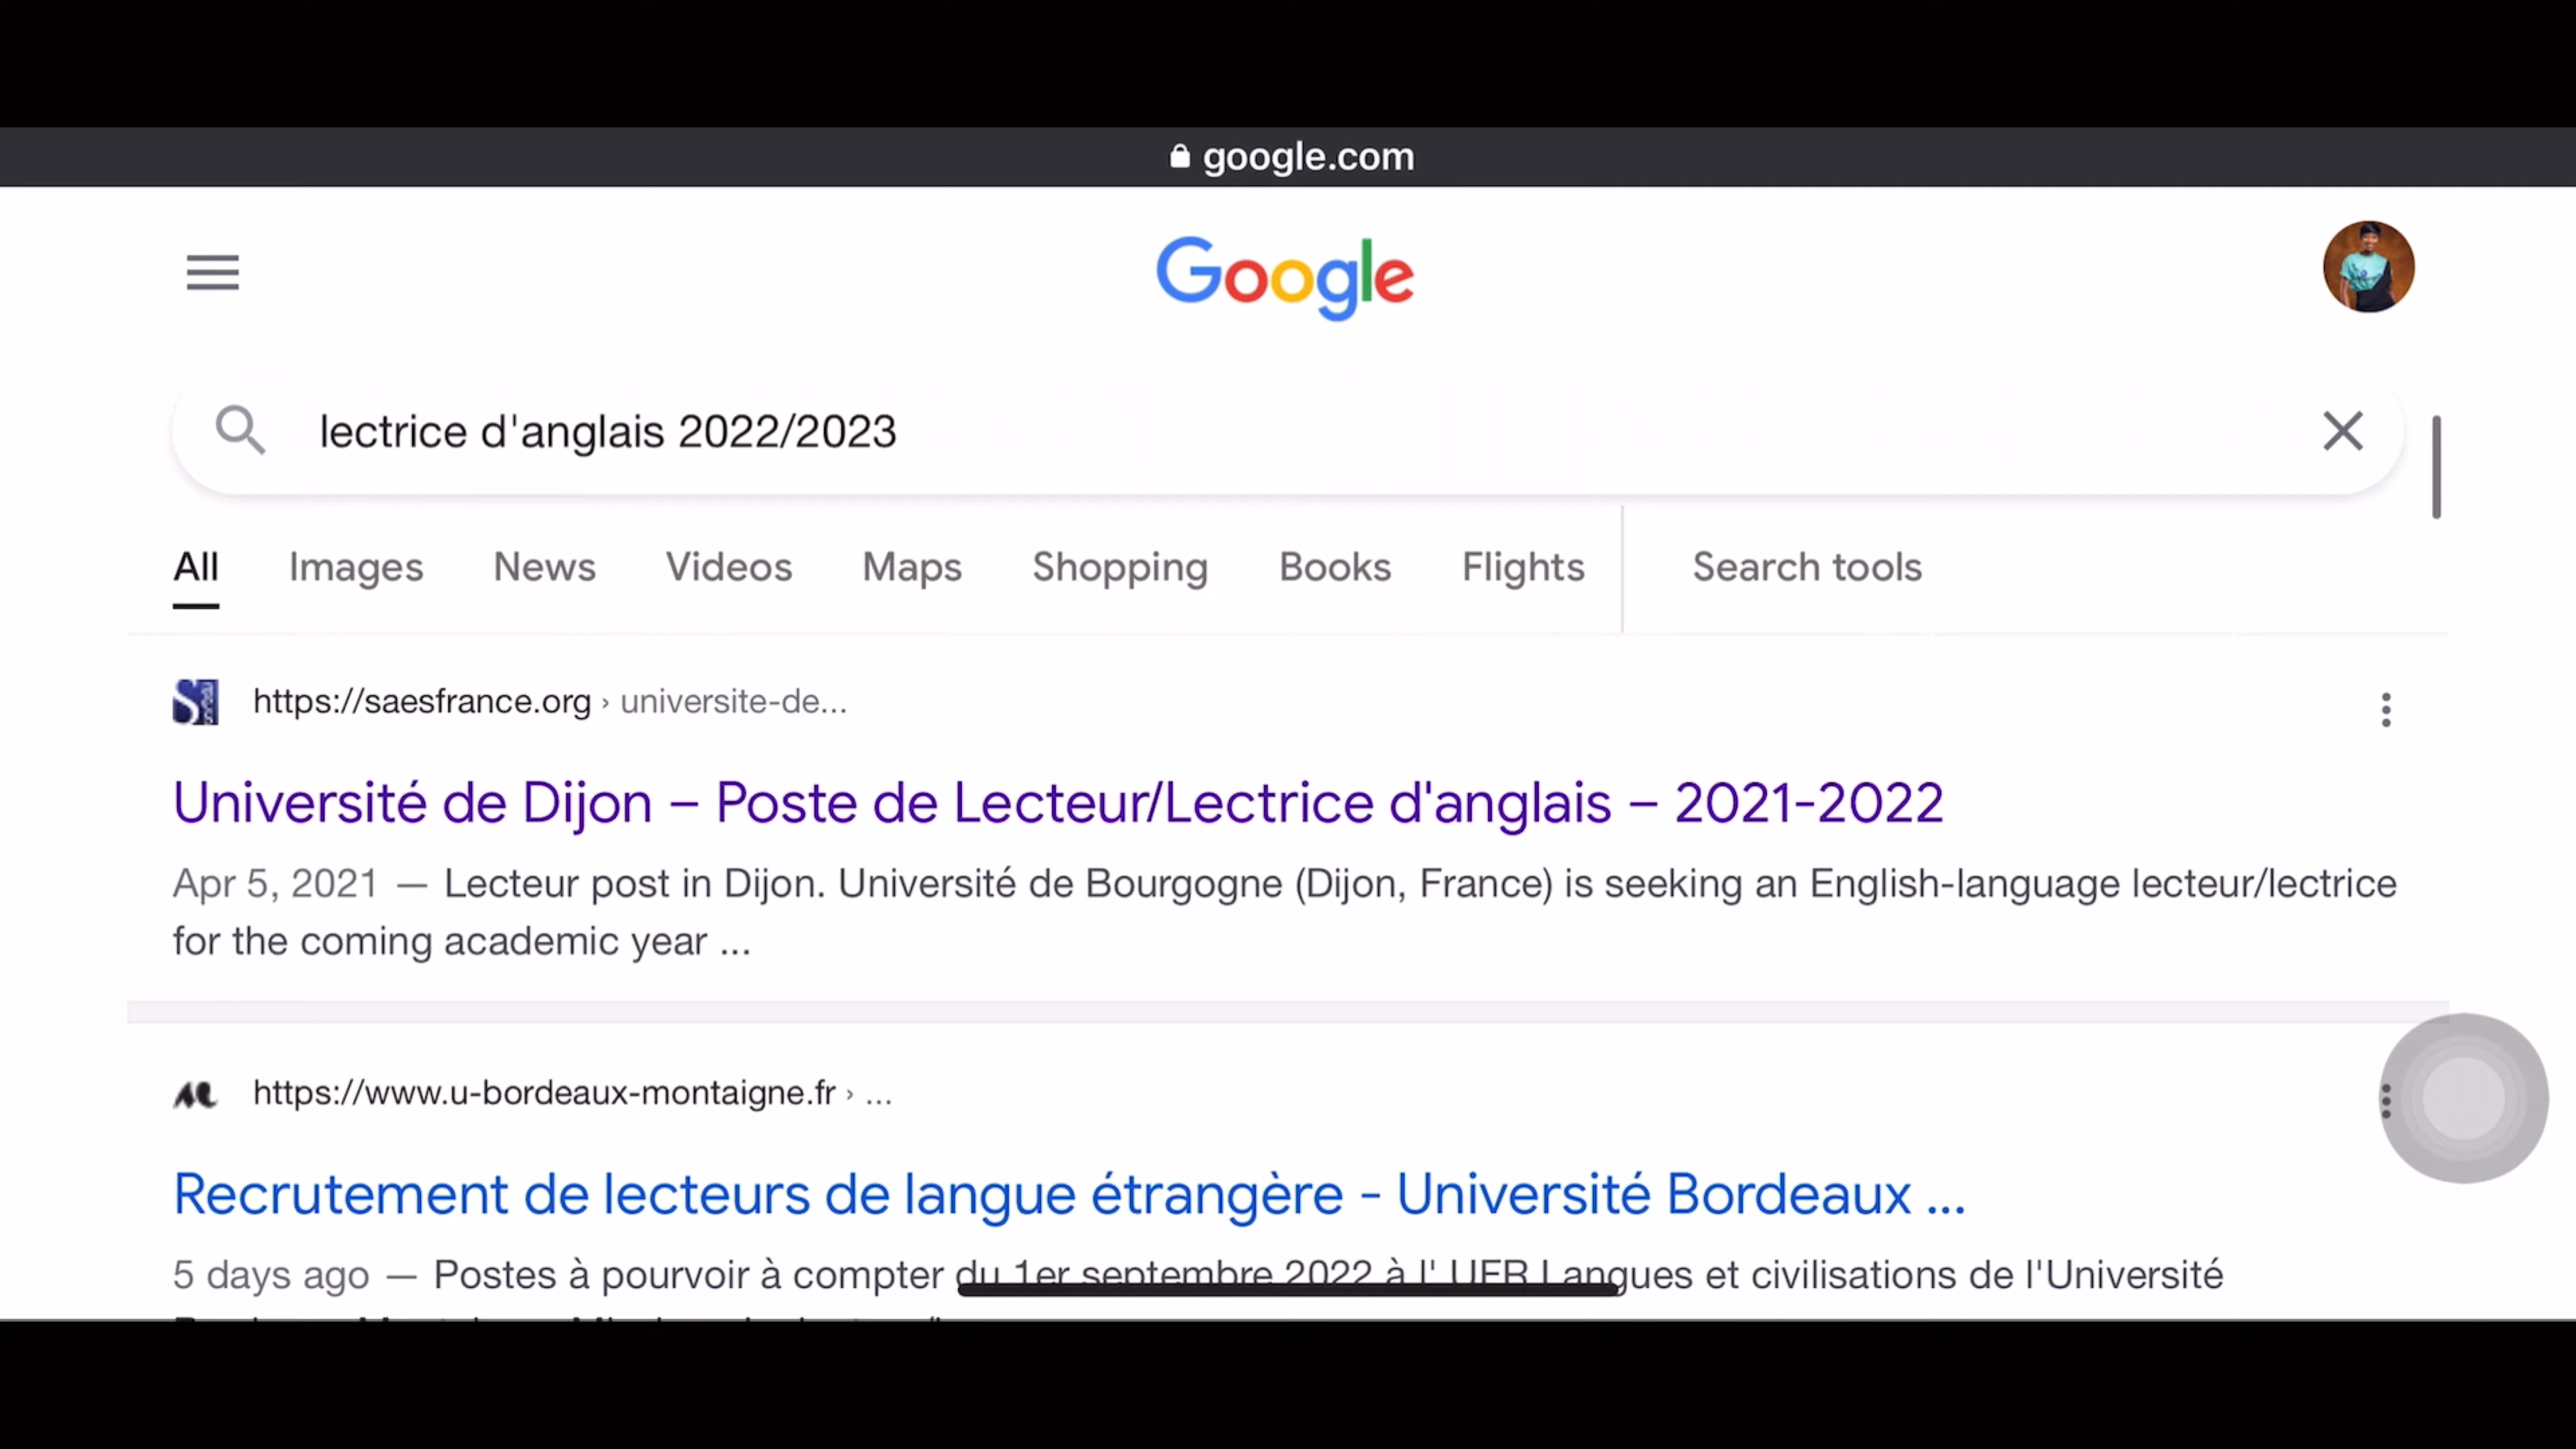 google.com
Google
lectrice d'anglais 2022/2023
All Images News Videos Maps Shopping Books Flights Search tools
https://saesfrance.org › universite-de...
Université de Dijon – Poste de Lecteur/Lectrice d'anglais – 2021-2022
Apr 5, 2021 — Lecteur post in Dijon. Université de Bourgogne (Dijon, France) is seeking an English-language lecteur/lectrice
for the coming academic year ...
https://www.u-bordeaux-montaigne.fr › ...
Recrutement de lecteurs de langue étrangère - Université Bordeaux ...
5 days ago — Postes à pourvoir à compter du 1er septembre 2022 à l' UFR Langues et civilisations de l'Université